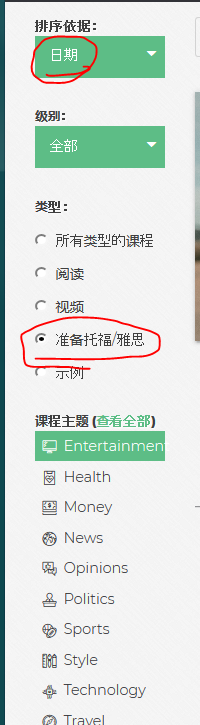 排序依据：
日期
级别：
全部
类型：
所有类型的课程
阅读
视频
准备托福/雅思
示例
课程主题 (查看全部)
Entertainment
Health
Money
News
Opinions
Politics
Sports
Style
Technology
Travel